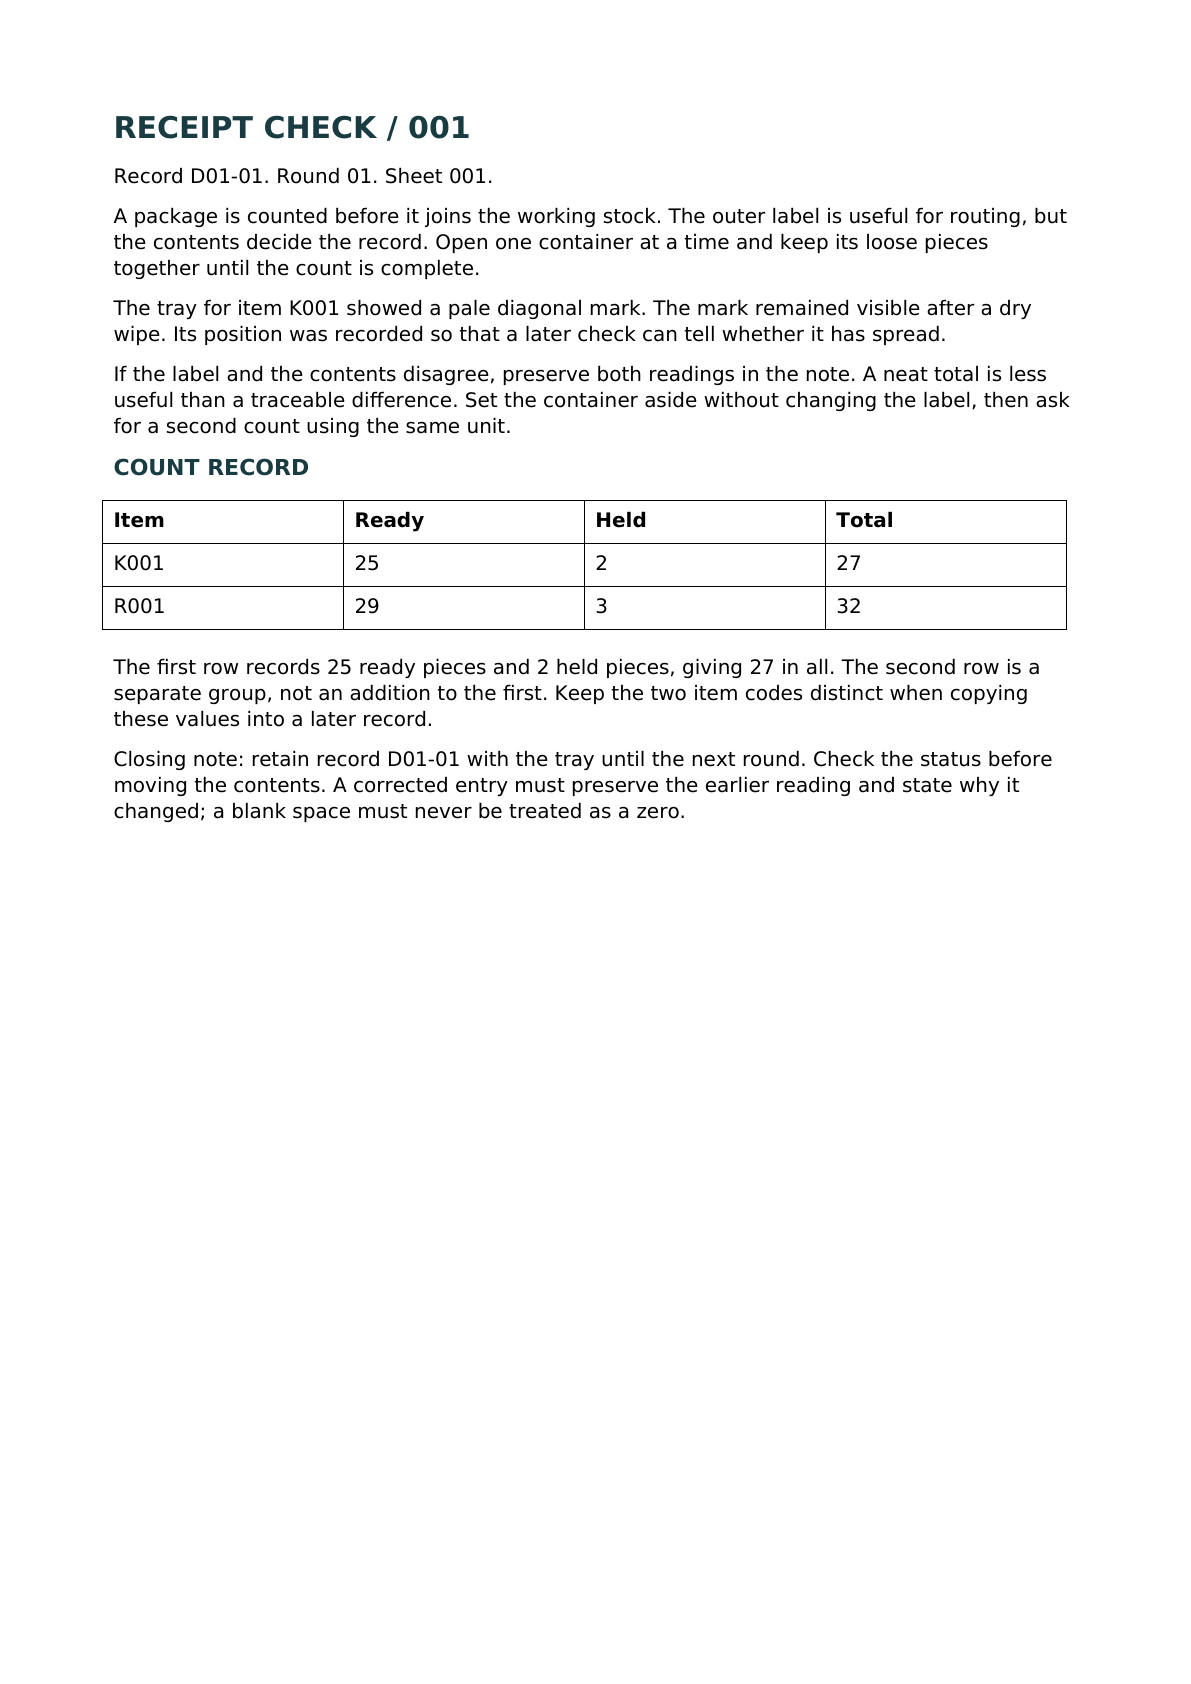 RECEIPT CHECK / 001
Record D01-01. Round 01. Sheet 001.
A package is counted before it joins the working stock. The outer label is useful for routing, but
the contents decide the record. Open one container at a time and keep its loose pieces
together until the count is complete.
The tray for item K001 showed a pale diagonal mark. The mark remained visible after a dry
wipe. Its position was recorded so that a later check can tell whether it has spread.
If the label and the contents disagree, preserve both readings in the note. A neat total is less
useful than a traceable difference. Set the container aside without changing the label, then ask
for a second count using the same unit.
COUNT RECORD
Item Ready Held Total
K001 25 2 27
R001 29 3 32
The first row records 25 ready pieces and 2 held pieces, giving 27 in all. The second row is a
separate group, not an addition to the first. Keep the two item codes distinct when copying
these values into a later record.
Closing note: retain record D01-01 with the tray until the next round. Check the status before
moving the contents. A corrected entry must preserve the earlier reading and state why it
changed; a blank space must never be treated as a zero.